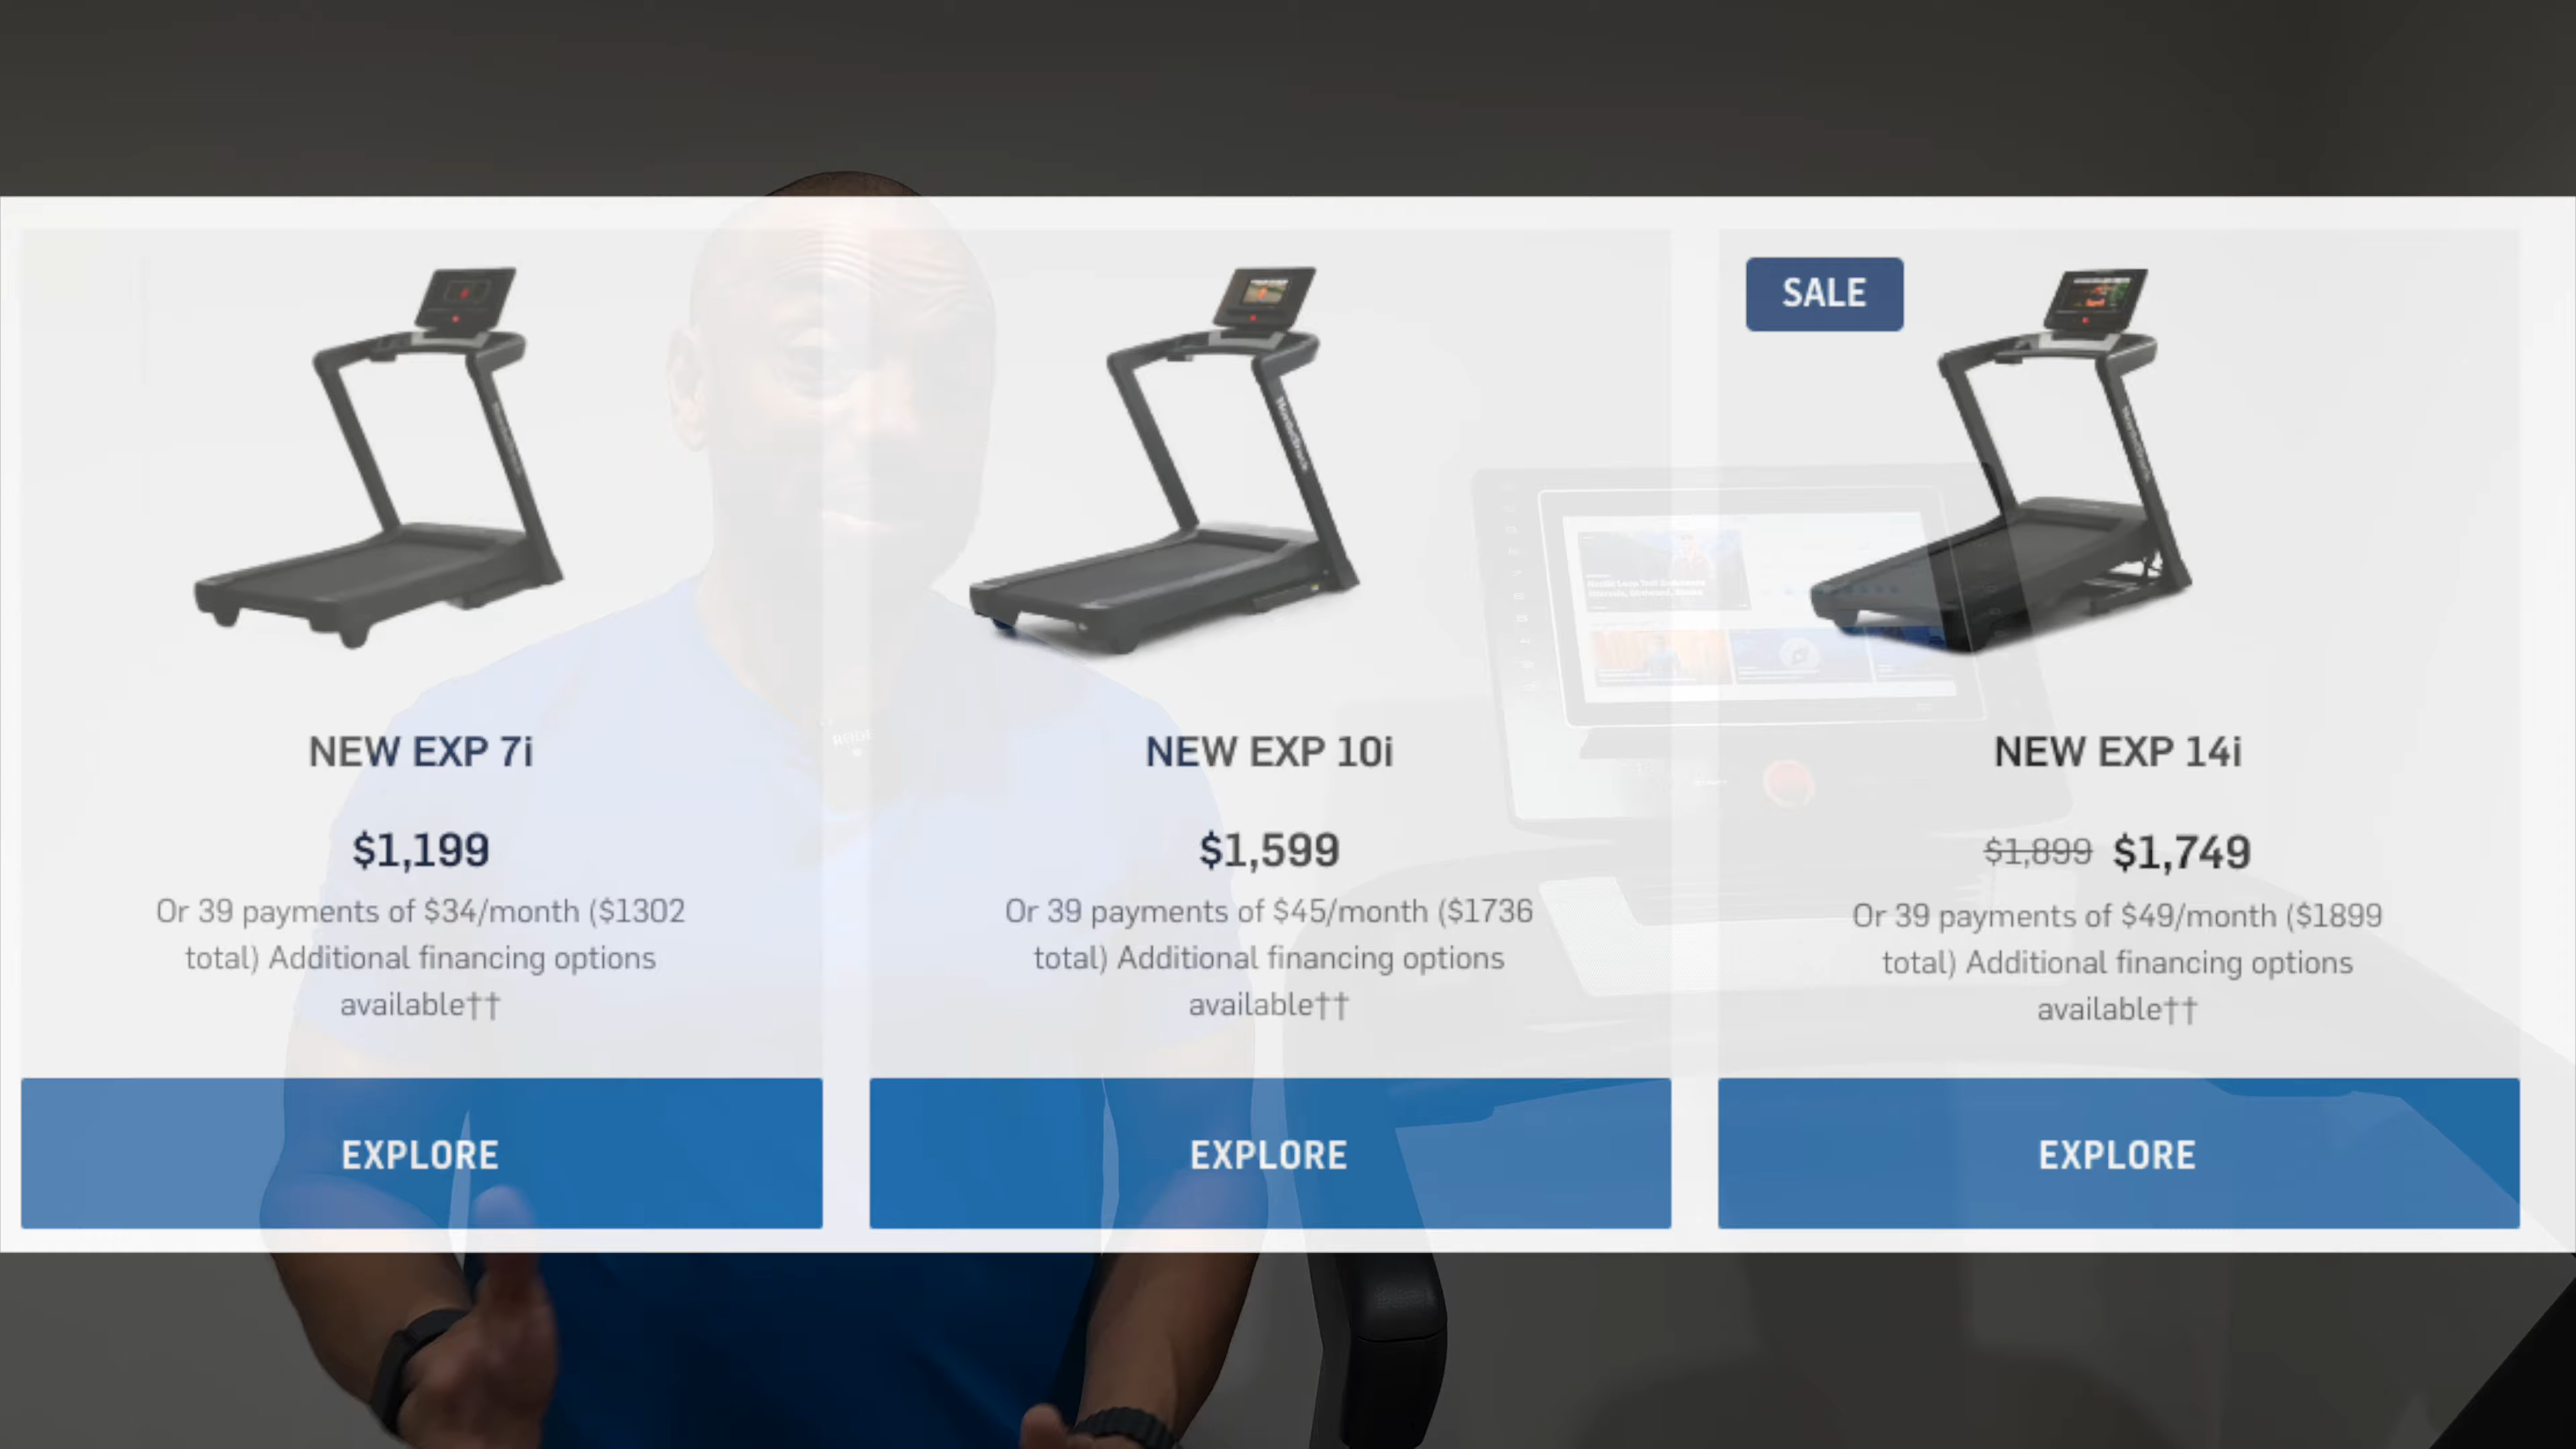 SALE
NordicTrack
NordicTrack
NEW EXP 7i
$1,199
Or 39 payments of $34/month ($1302
total) Additional financing options
available††
EXPLORE
NEW EXP 10i
$1,599
Or 39 payments of $45/month ($1736
total) Additional financing options
available††
EXPLORE
NEW EXP 14i
$1,899 $1,749
Or 39 payments of $49/month ($1899
total) Additional financing options
available††
EXPLORE